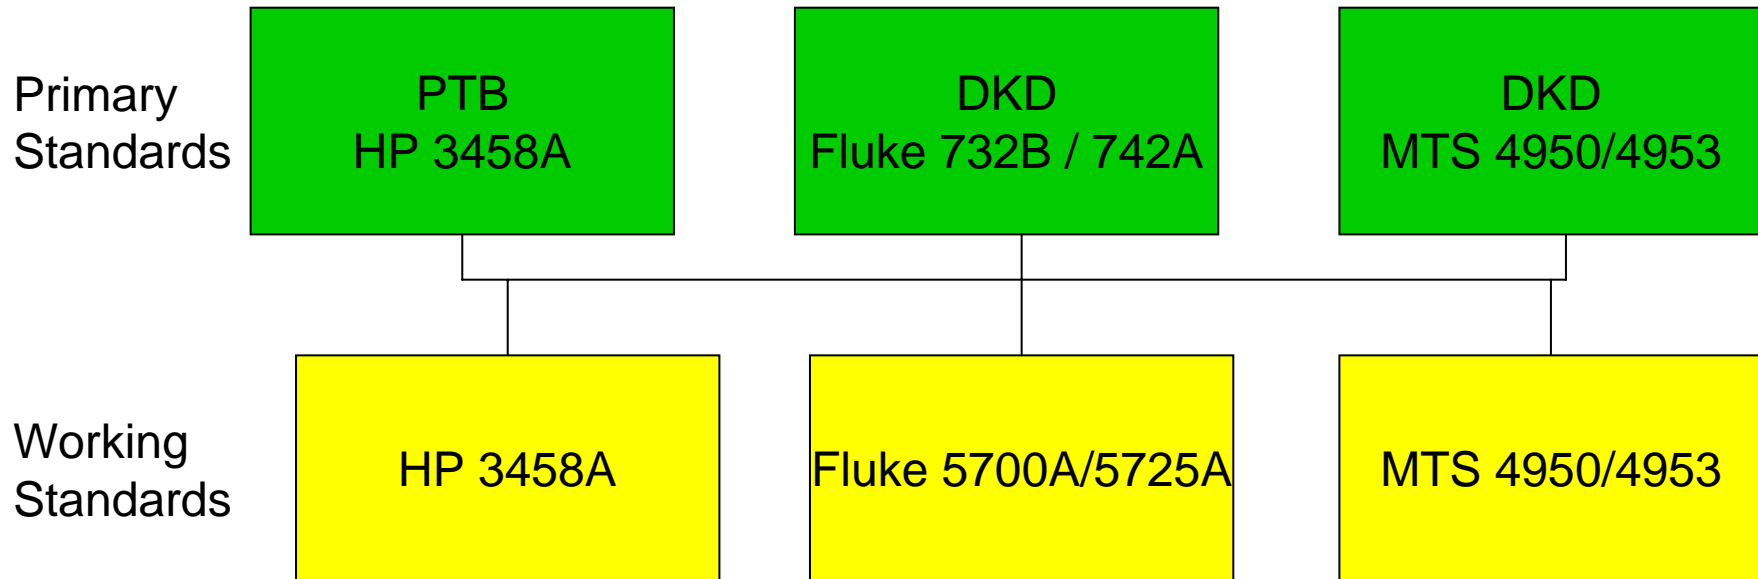 Primary
Standards
PTB
HP 3458A
DKD
Fluke 732B / 742A
DKD
MTS 4950/4953
Working
Standards
HP 3458A
Fluke 5700A/5725A
MTS 4950/4953